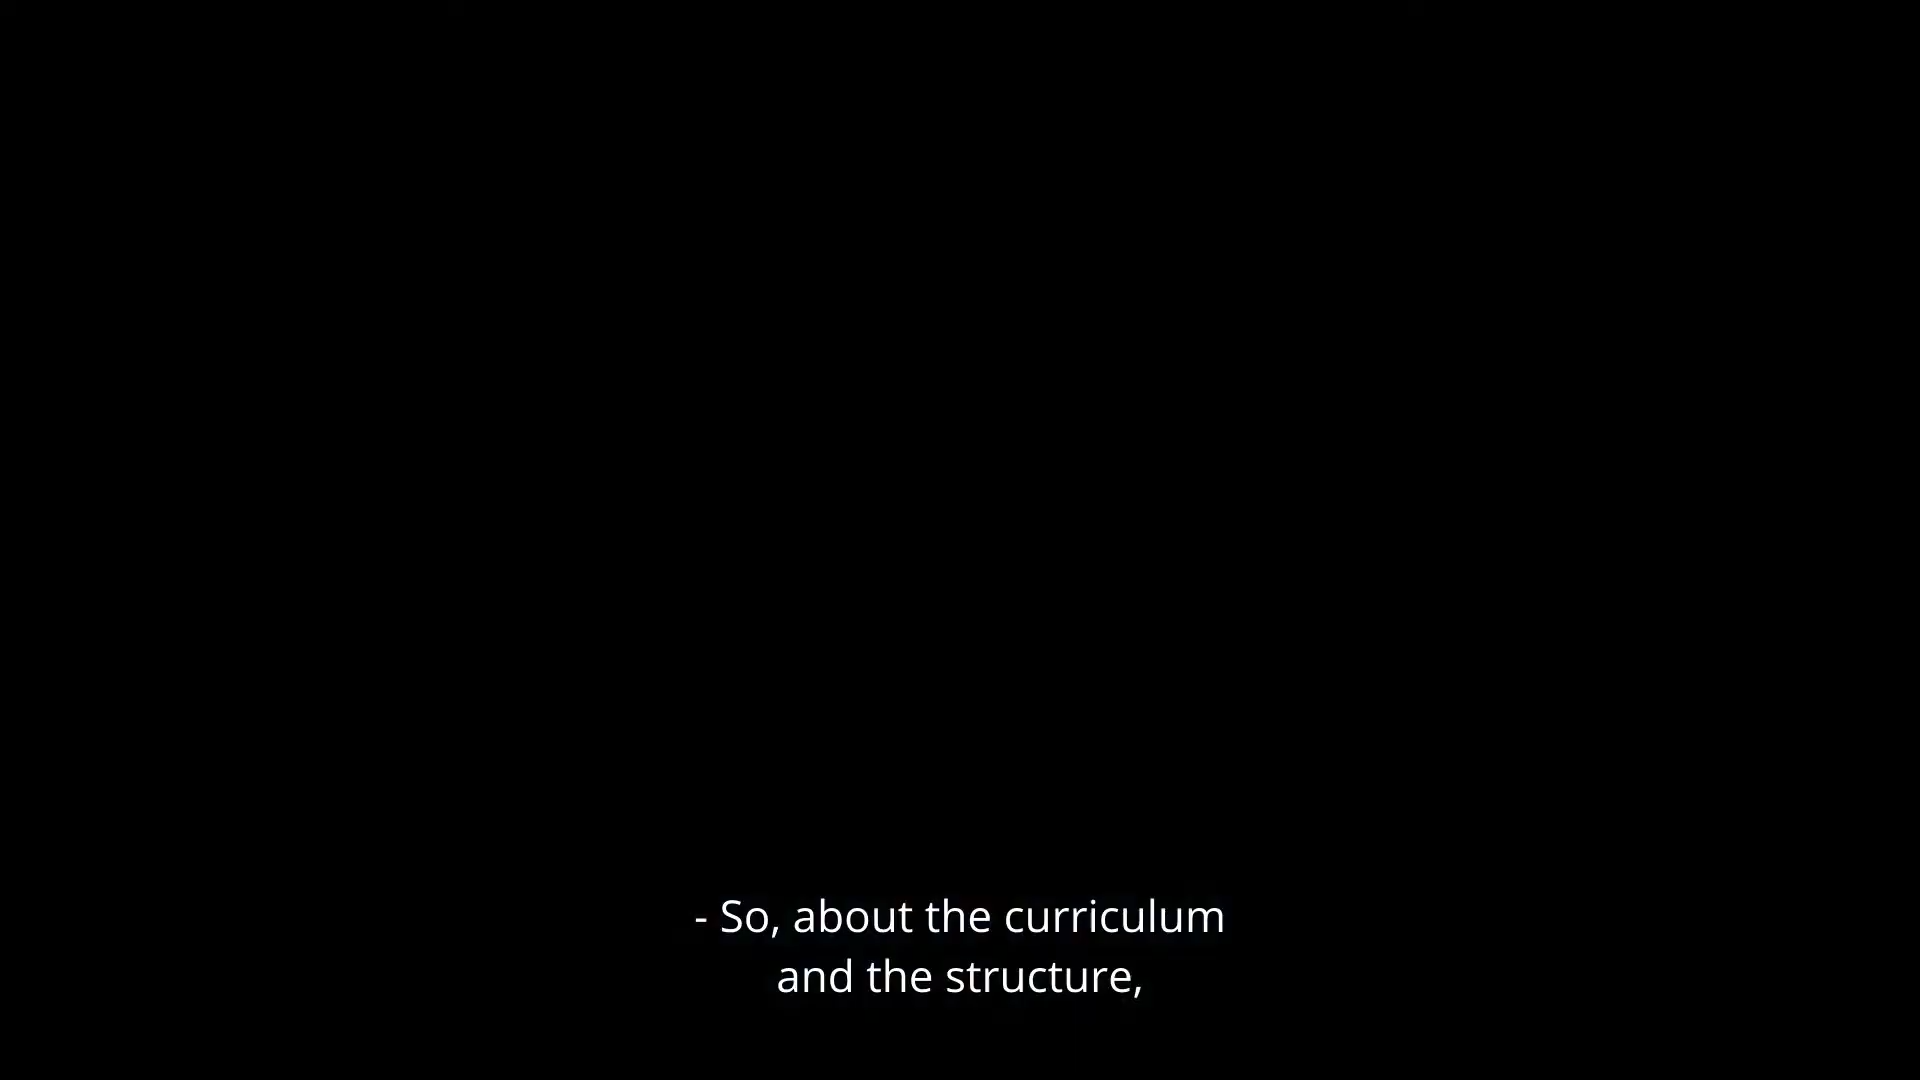 - So, about the curriculum
and the structure,